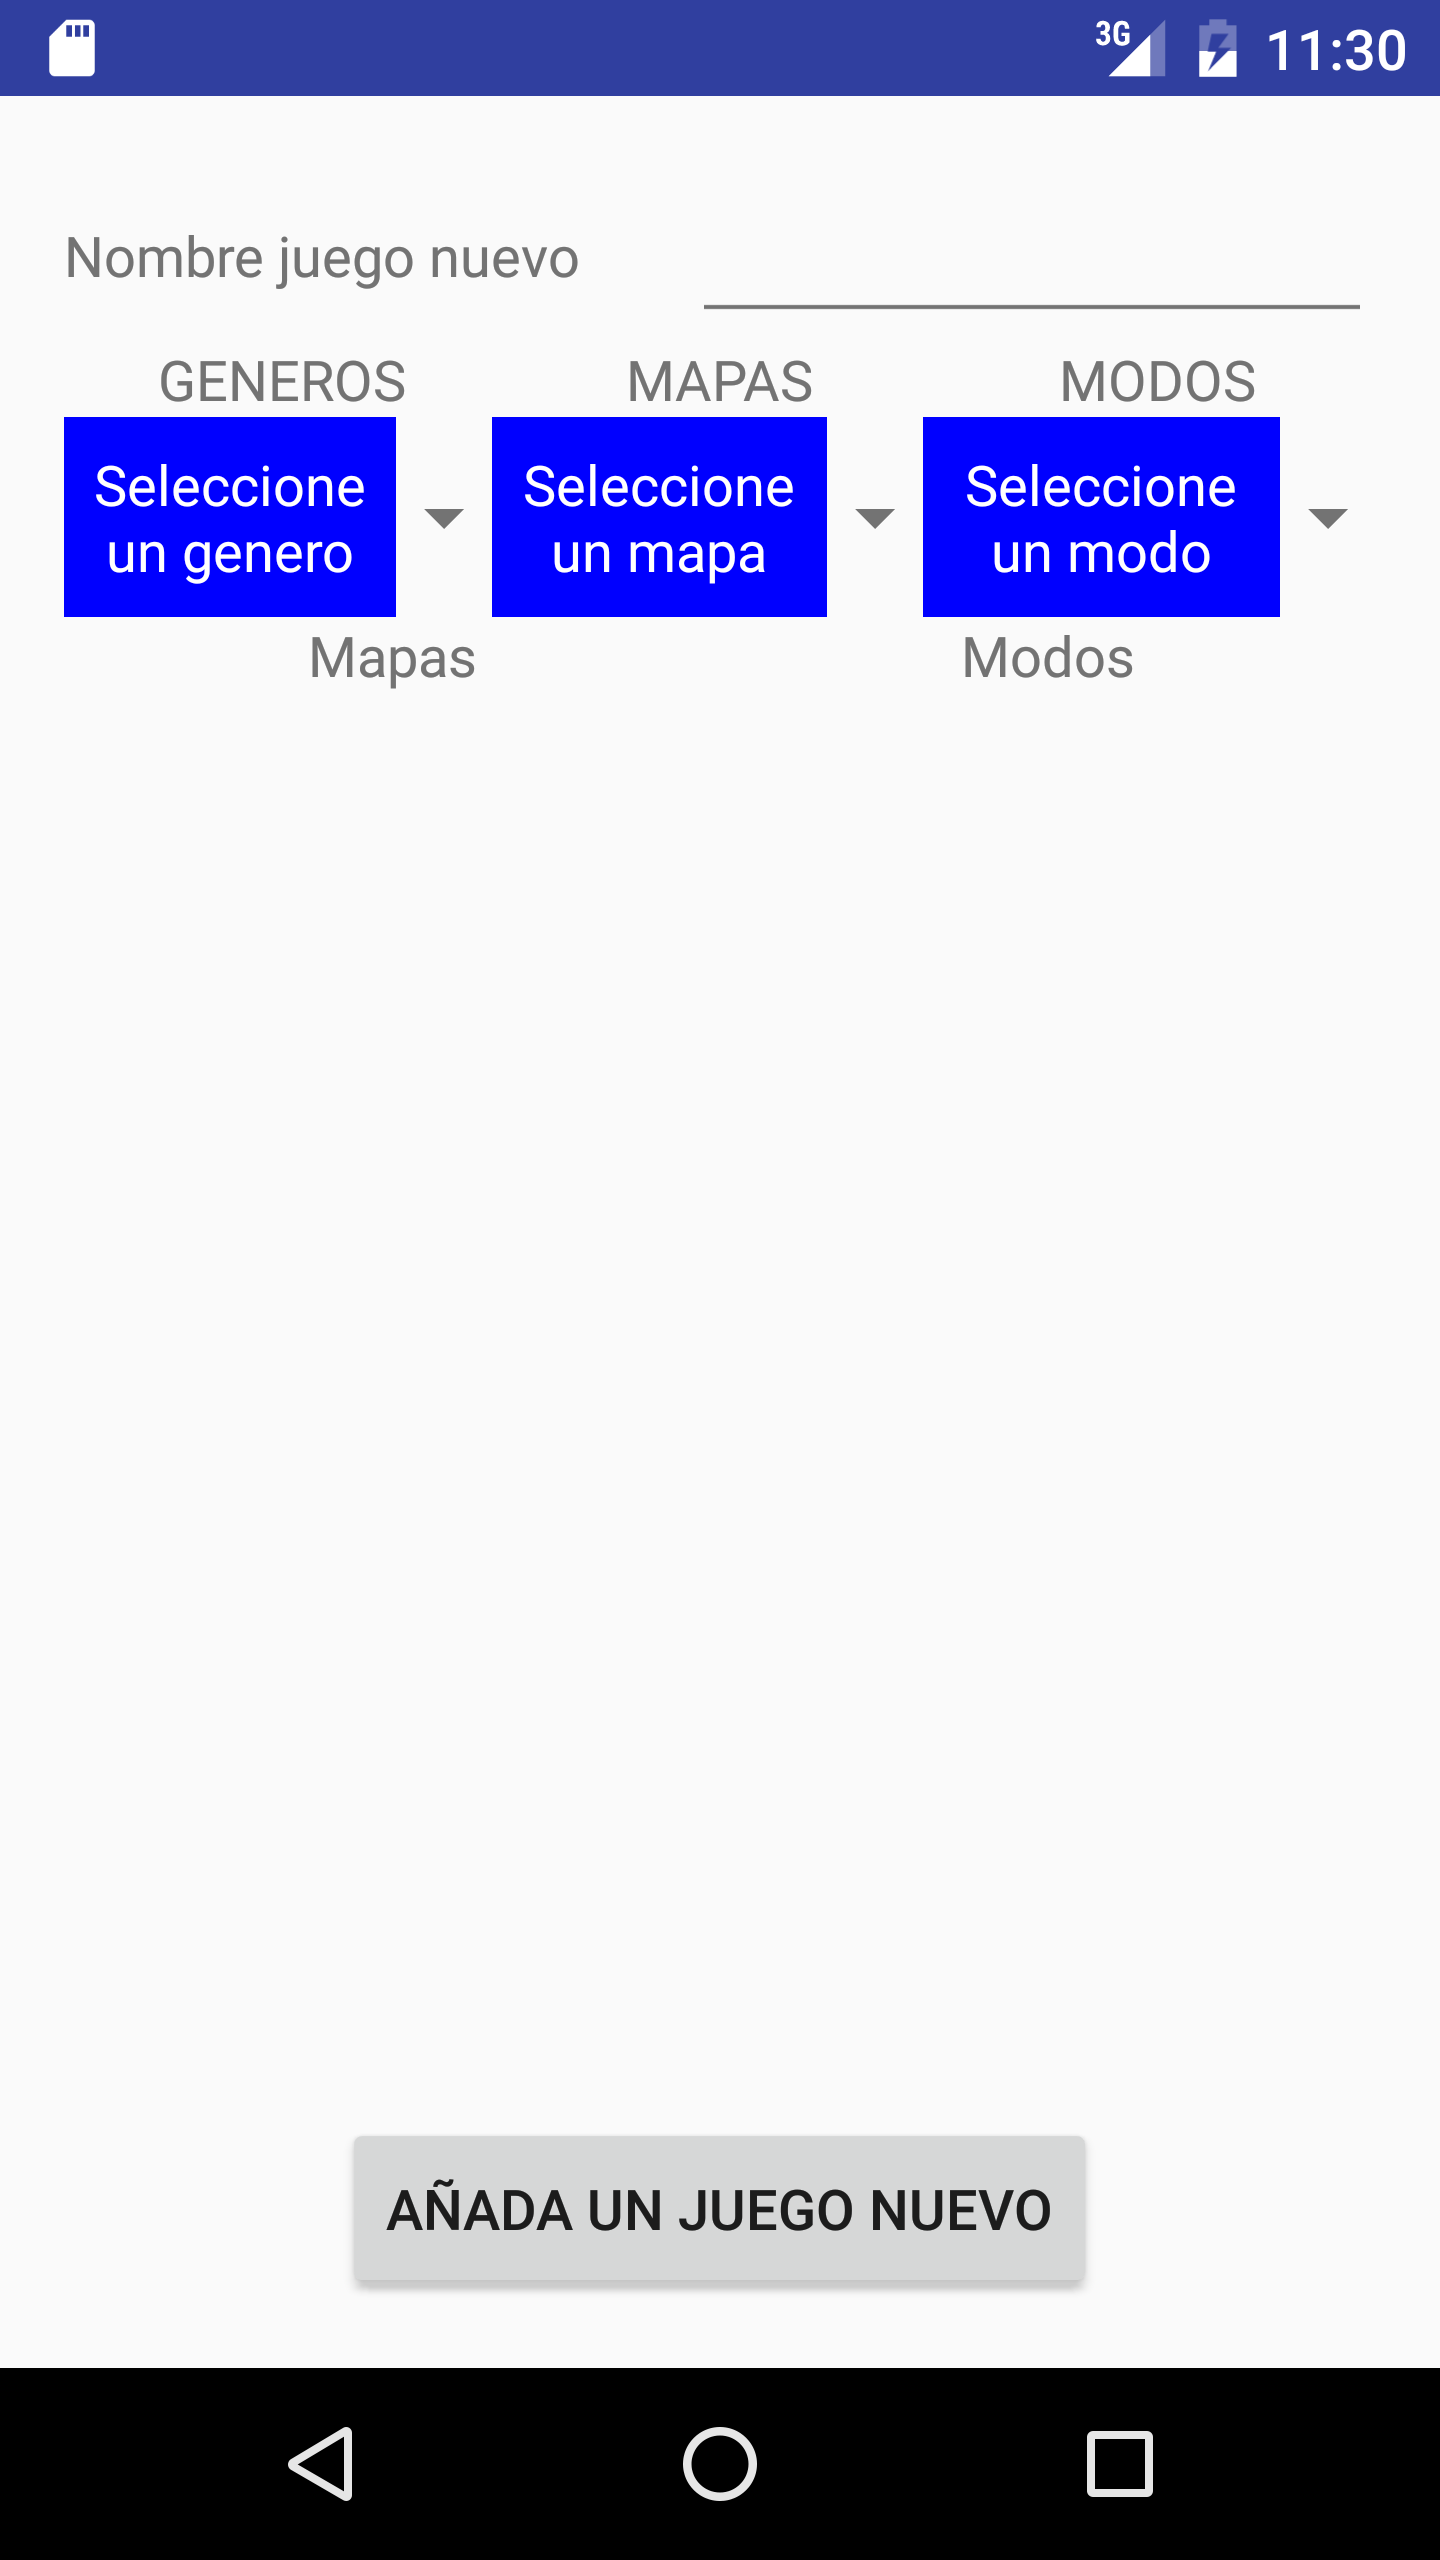 3G 11:30
Nombre juego nuevo
GENEROS MAPAS MODOS
Seleccione Seleccione Seleccione
un genero un mapa un modo
Mapas Modos
AÑADA UN JUEGO NUEVO